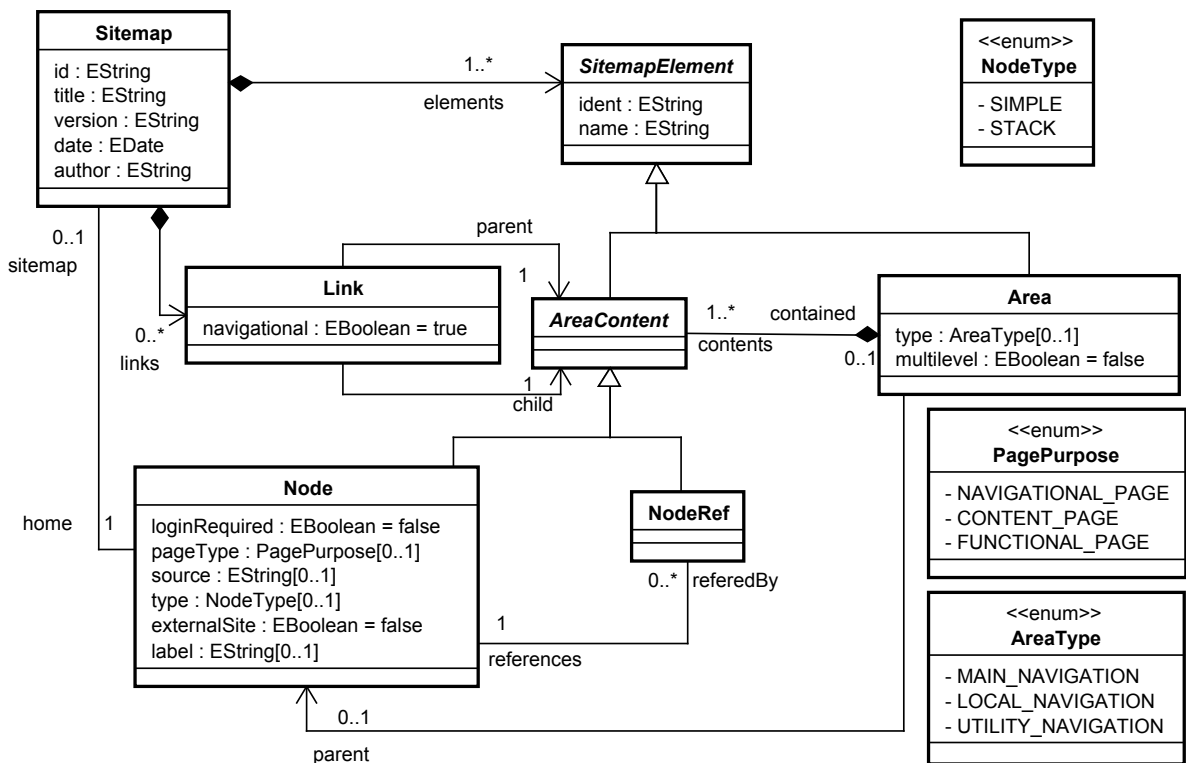 Sitemap
id : EString
title : EString
version : EString
date : EDate
author : EString
1..*
elements
SitemapElement
ident : EString
name : EString
<<enum>>
NodeType
- SIMPLE
- STACK
0..1
sitemap
parent
1
Link
navigational : EBoolean = true
0..*
links
1
child
AreaContent
1..*
contained
contents
0..1
Area
type : AreaType[0..1]
multilevel : EBoolean = false
<<enum>>
PagePurpose
- NAVIGATIONAL_PAGE
- CONTENT_PAGE
- FUNCTIONAL_PAGE
home
1
Node
loginRequired : EBoolean = false
pageType : PagePurpose[0..1]
source : EString[0..1]
type : NodeType[0..1]
externalSite : EBoolean = false
label : EString[0..1]
NodeRef
0..*
referedBy
1
references
<<enum>>
AreaType
- MAIN_NAVIGATION
- LOCAL_NAVIGATION
- UTILITY_NAVIGATION
0..1
parent